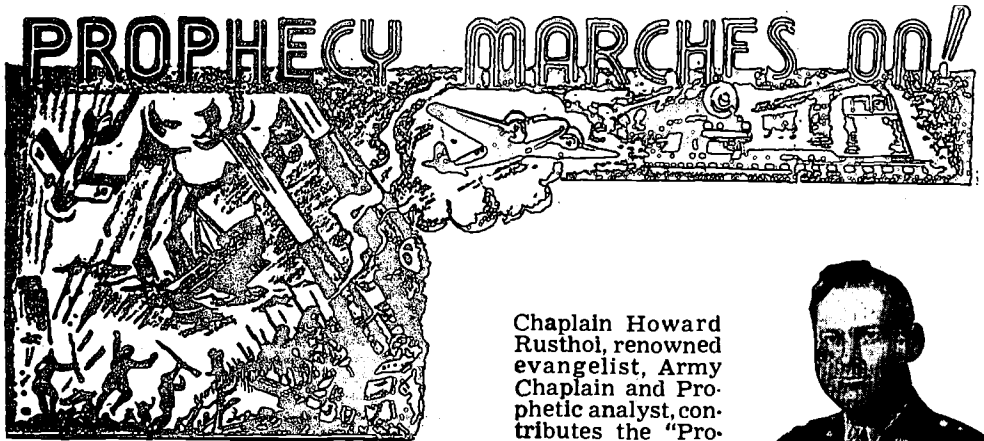 PROPHECY MARCHES ON!
Chaplain Howard
Rusthoi, renowned
evangelist, Army
Chaplain and Pro-
phetic analyst, con-
tributes the "Pro-